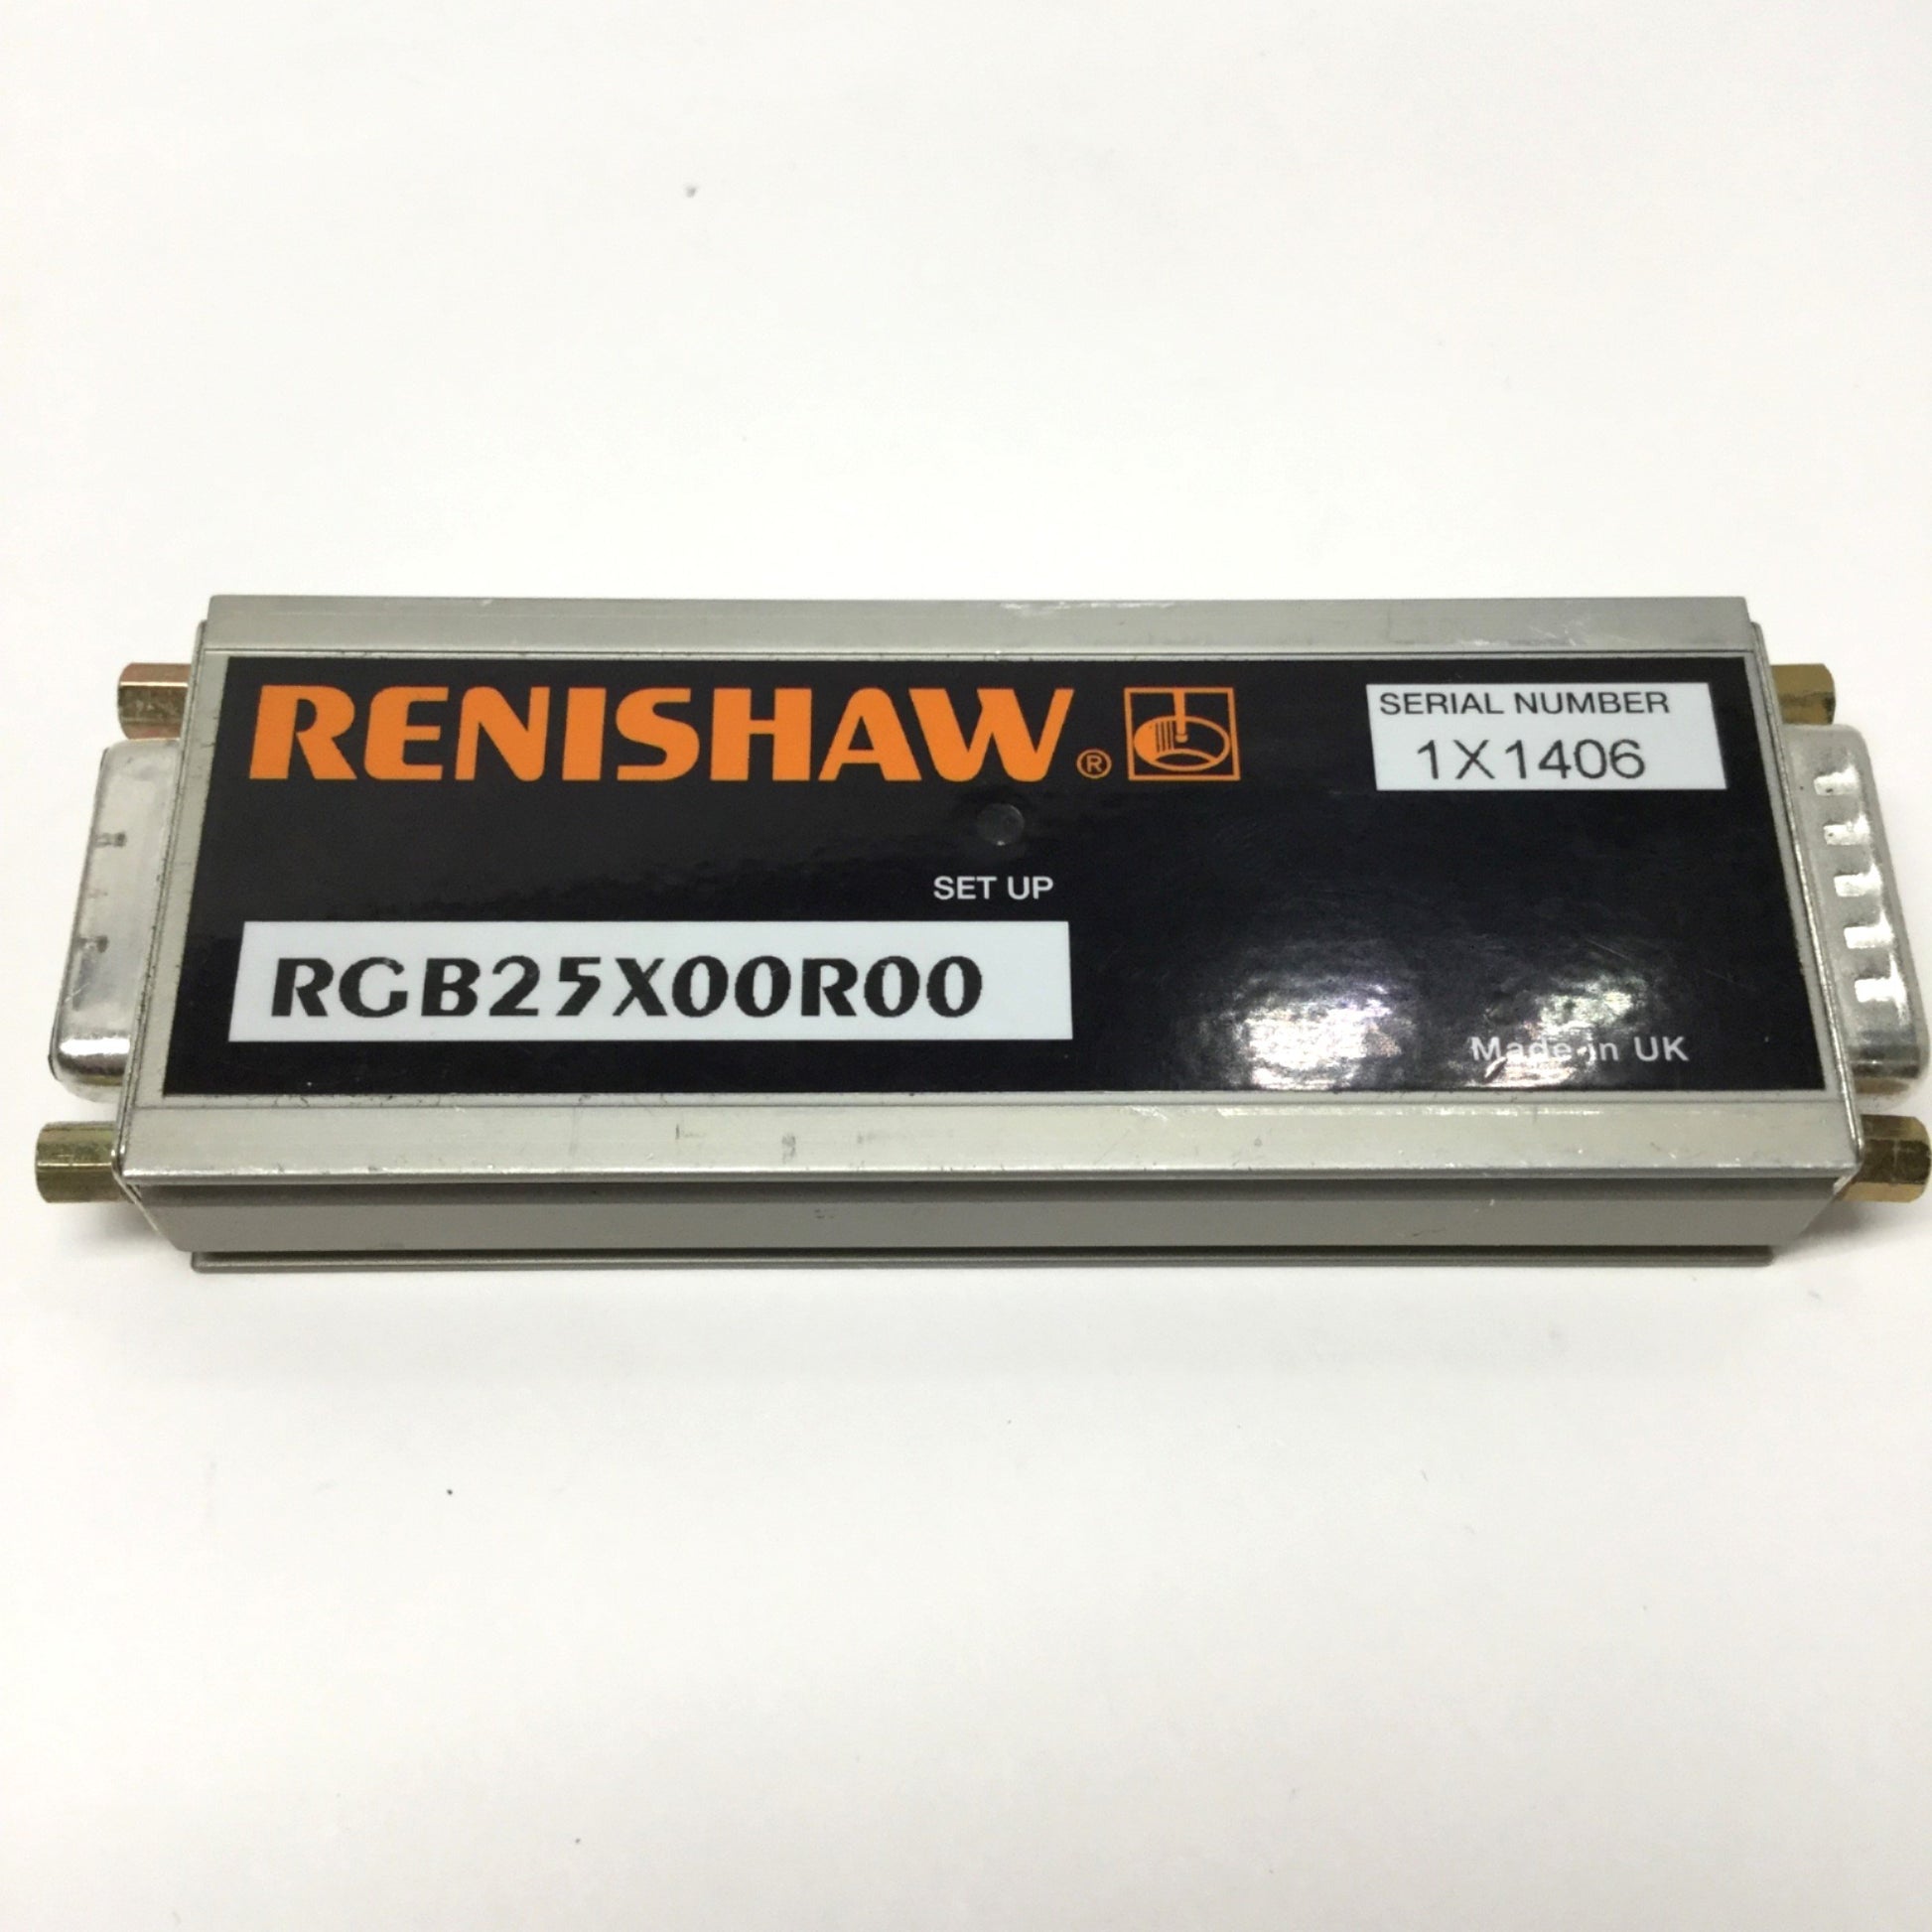 RENISHAW®
SERIAL NUMBER
1X1406
SET UP
RGB25X00R00
Made in UK